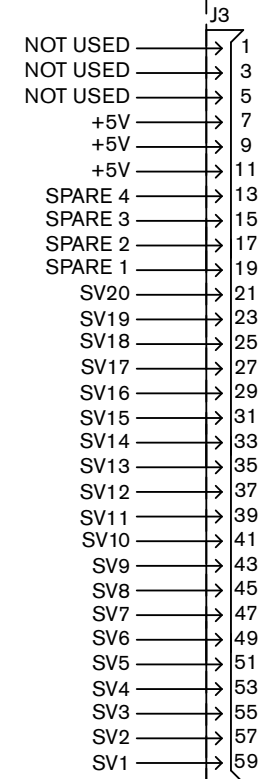 J3
NOT USED 1
NOT USED 3
NOT USED 5
+5V 7
+5V 9
+5V 11
SPARE 4 13
SPARE 3 15
SPARE 2 17
SPARE 1 19
SV20 21
SV19 23
SV18 25
SV17 27
SV16 29
SV15 31
SV14 33
SV13 35
SV12 37
SV11 39
SV10 41
SV9 43
SV8 45
SV7 47
SV6 49
SV5 51
SV4 53
SV3 55
SV2 57
SV1 59